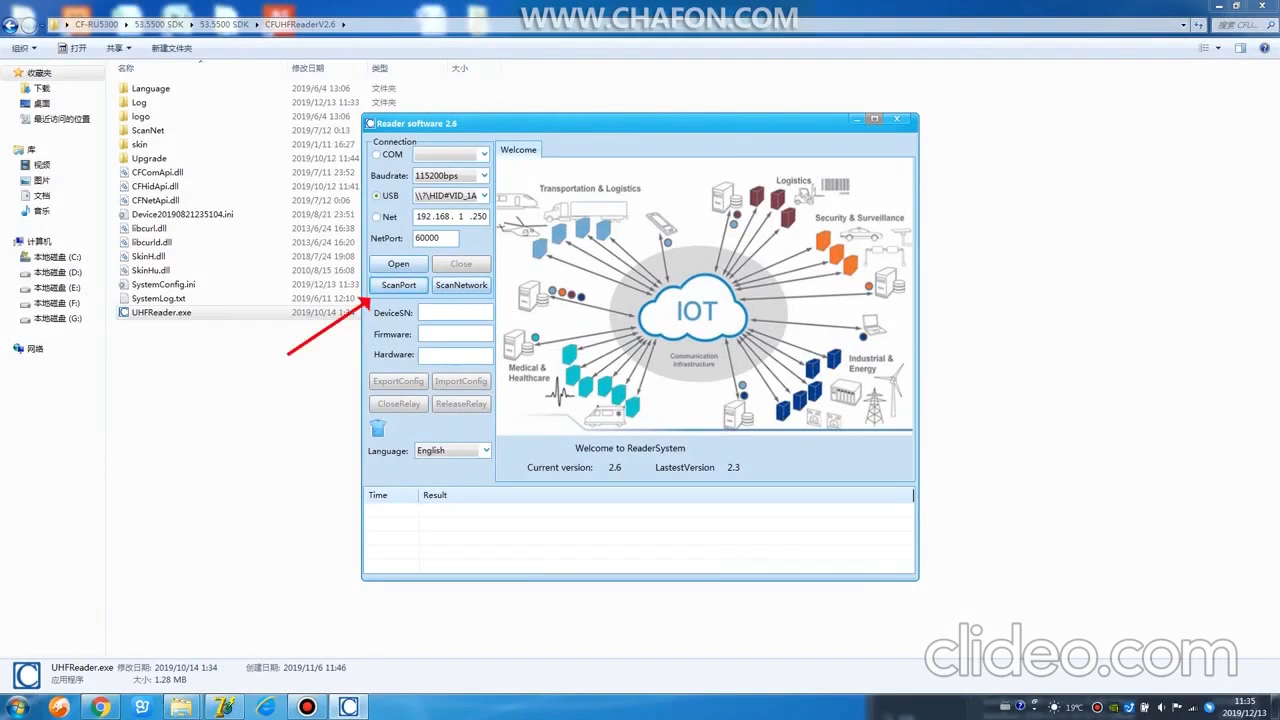 WWW.CHAFON.COM
CF-RU5300 ▸ 53.5500 SDK ▸ 53.5500 SDK ▸ CFUHFReaderV2.6 ▸
搜索 CFU...
组织 打开 共享 新建文件夹
名称 修改日期 类型 大小
收藏夹
下载
桌面
最近访问的位置
库
视频
图片
文档
音乐
计算机
本地磁盘 (C:)
本地磁盘 (D:)
本地磁盘 (E:)
本地磁盘 (F:)
本地磁盘 (G:)
网络
Language 2019/6/4 13:06 文件夹
Log 2019/12/13 11:33 文件夹
logo 2019/6/4 13:06
ScanNet 2019/7/12 0:13
skin 2019/1/11 16:27
Upgrade 2019/10/12 11:44
CFComApi.dll 2019/7/11 23:52
CFHidApi.dll 2019/10/12 11:41
CFNetApi.dll 2019/7/12 0:06
Device20190821235104.ini 2019/8/21 23:51
libcurl.dll 2013/6/24 16:38
libcurld.dll 2013/6/24 16:20
SkinH.dll 2018/7/24 19:08
SkinHu.dll 2010/8/15 16:08
SystemConfig.ini 2019/12/13 11:33
SystemLog.txt 2019/6/11 12:10
UHFReader.exe 2019/10/14 1:34
Reader software 2.6
Connection
COM
Baudrate: 115200bps
USB \\?\HID#VID_1A
Net 192.168. 1 .250
NetPort: 60000
Open Close
ScanPort ScanNetwork
DeviceSN:
Firmware:
Hardware:
ExportConfig ImportConfig
CloseRelay ReleaseRelay
Language: English
Welcome
Transportation & Logistics
Logistics
Security & Surveillance
IOT
Communication
Infrastructure
Medical &
Healthcare
Industrial &
Energy
Welcome to ReaderSystem
Current version: 2.6 LastestVersion 2.3
Time Result
clideo.com
UHFReader.exe 修改日期: 2019/10/14 1:34 创建日期: 2019/11/6 11:46
应用程序 大小: 1.28 MB
19℃
11:35
2019/12/13